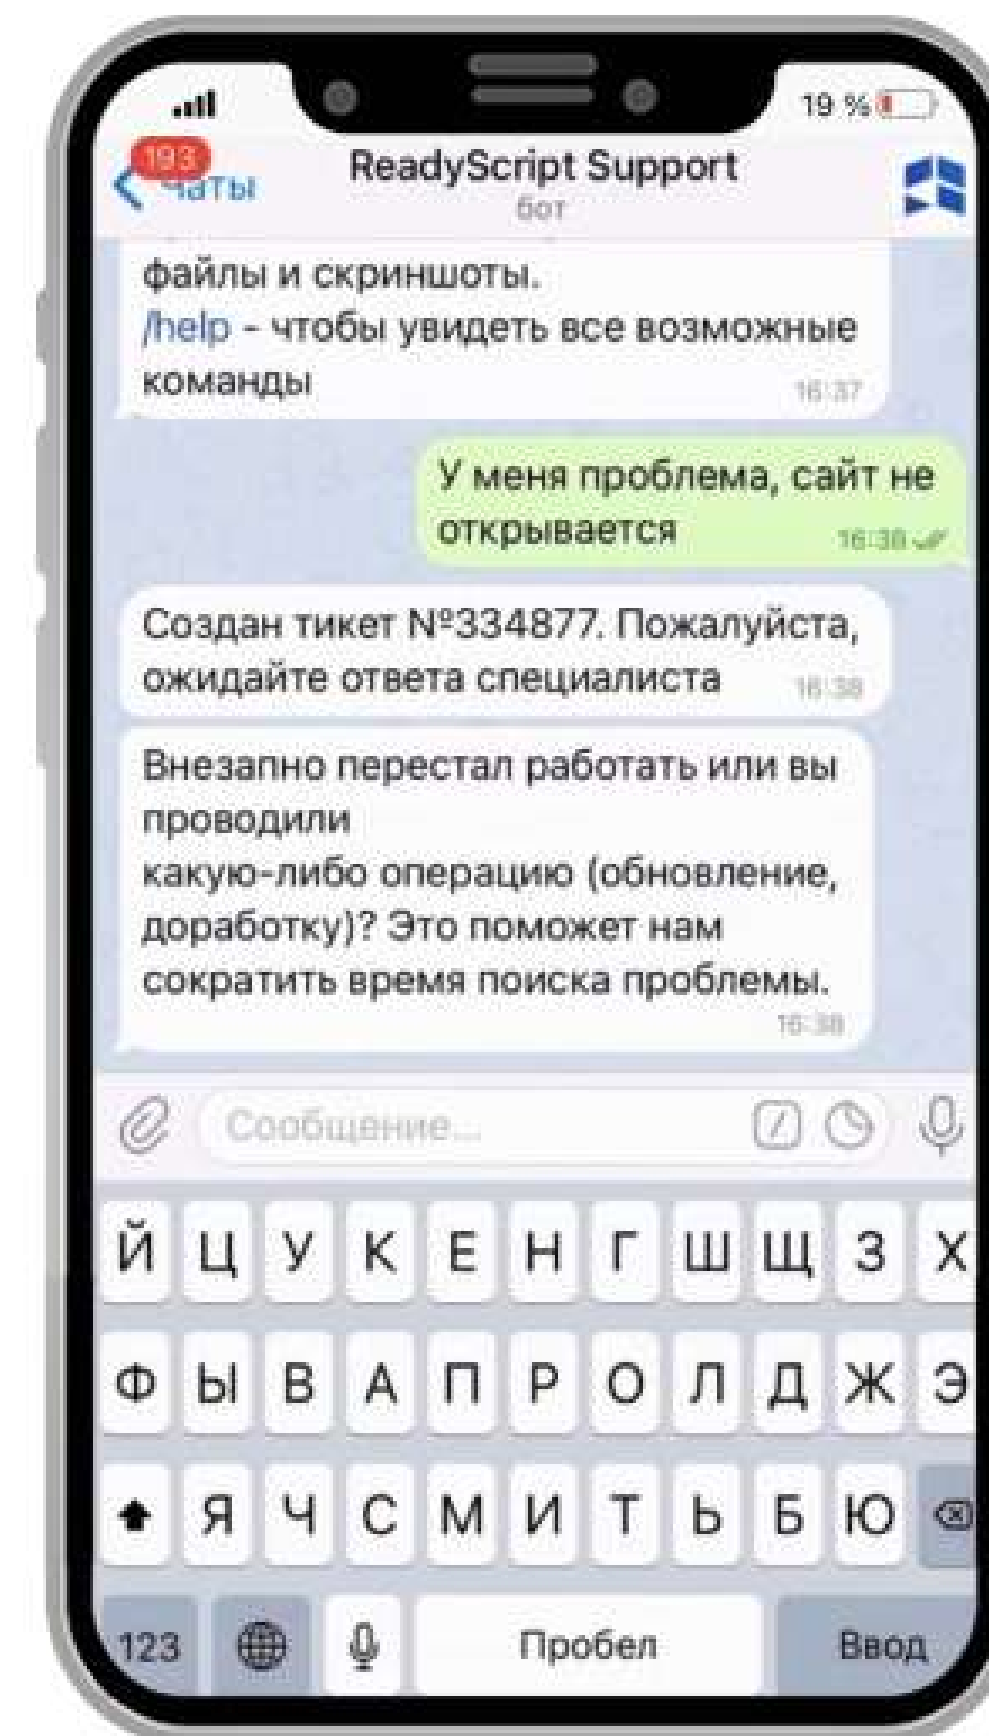 19 %
193
Чаты
ReadyScript Support
бот
файлы и скриншоты.
/help - чтобы увидеть все возможные
команды
16:37
У меня проблема, сайт не
открывается
16:38
Создан тикет №334877. Пожалуйста,
ожидайте ответа специалиста
16:38
Внезапно перестал работать или вы
проводили
какую-либо операцию (обновление,
доработку)? Это поможет нам
сократить время поиска проблемы.
16:38
Сообщение...
Й Ц У К Е Н Г Ш Щ З Х
Ф Ы В А П Р О Л Д Ж Э
Я Ч С М И Т Ь Б Ю
123 Пробел Ввод